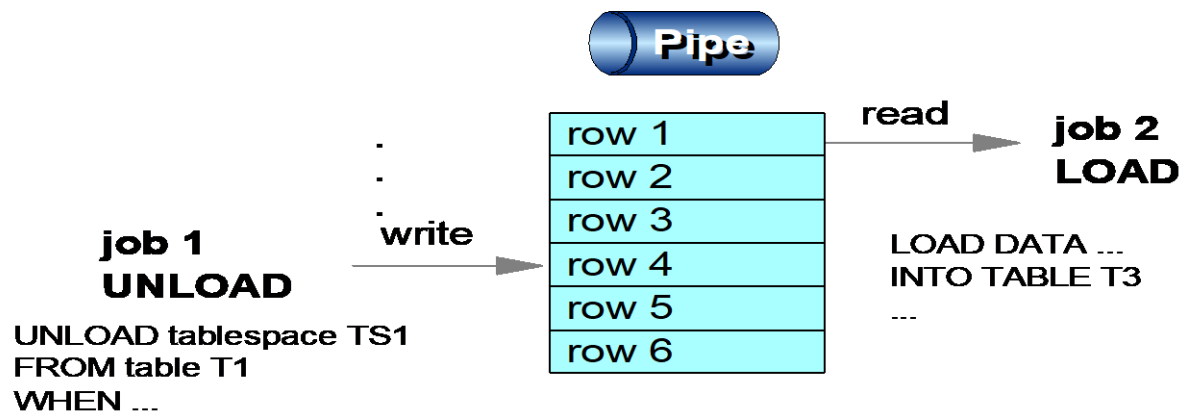 Pipe
row 1
row 2
row 3
row 4
row 5
row 6
read
job 2
LOAD
LOAD DATA ...
INTO TABLE T3
...
.
.
.
write
job 1
UNLOAD
UNLOAD tablespace TS1
FROM table T1
WHEN ...